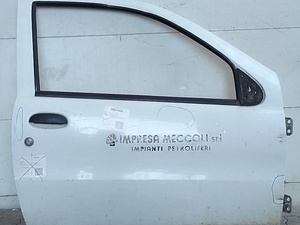 IMPRESA MECCOLI srl
IMPIANTI PETROLIFERI